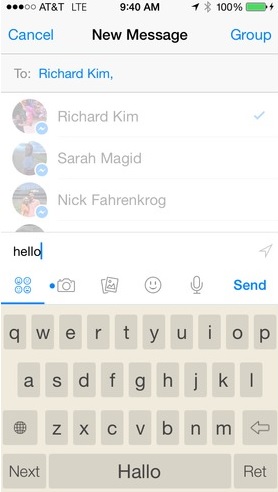 AT&T LTE 9:40 AM 100%
Cancel New Message Group
To: Richard Kim,
Richard Kim
Sarah Magid
Nick Fahrenkrog
hello
Send
q w e r t y u i o p
a s d f g h j k l
z x c v b n m
Next Hallo Ret